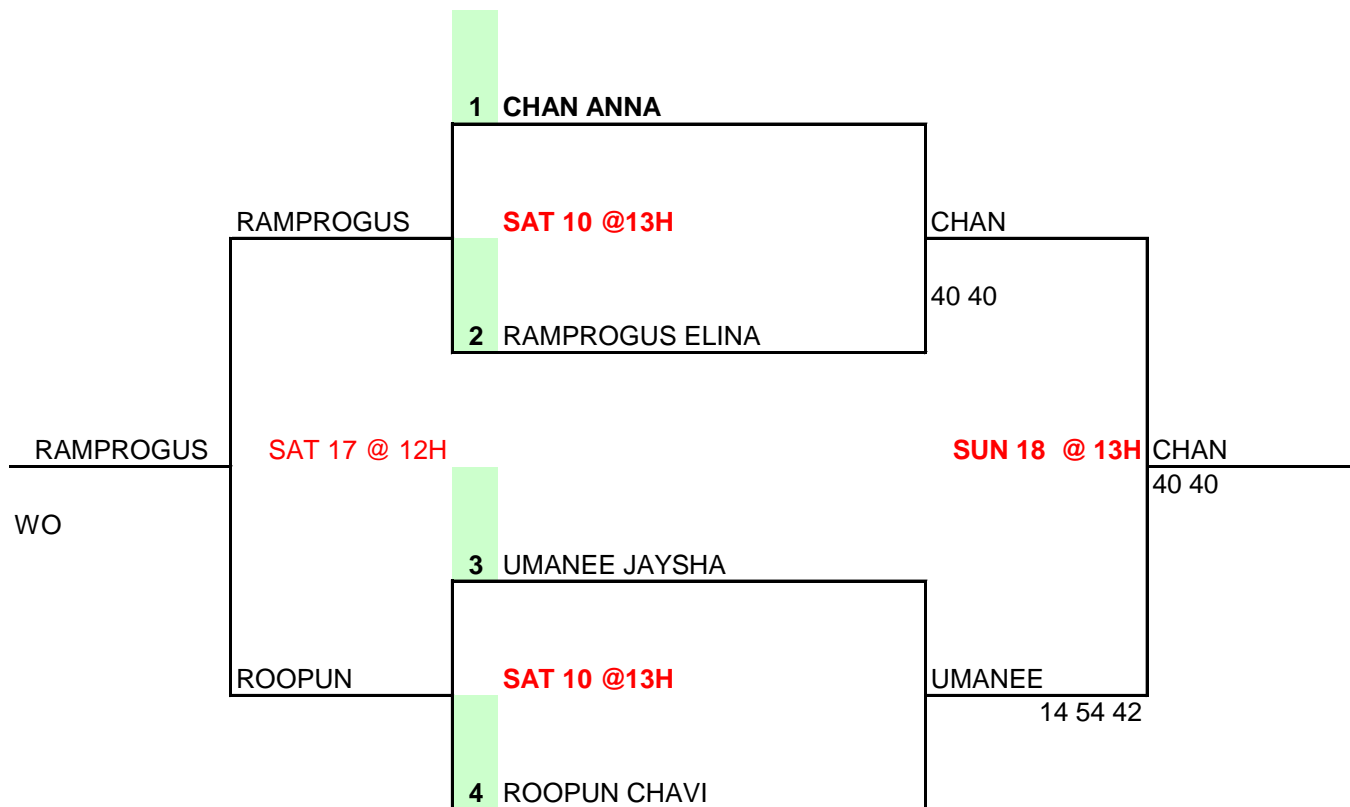 1 CHAN ANNA
RAMPROGUS SAT 10 @13H CHAN
40 40
2 RAMPROGUS ELINA
RAMPROGUS SAT 17 @ 12H SUN 18 @ 13H CHAN
40 40
WO
3 UMANEE JAYSHA
ROOPUN SAT 10 @13H UMANEE
14 54 42
4 ROOPUN CHAVI